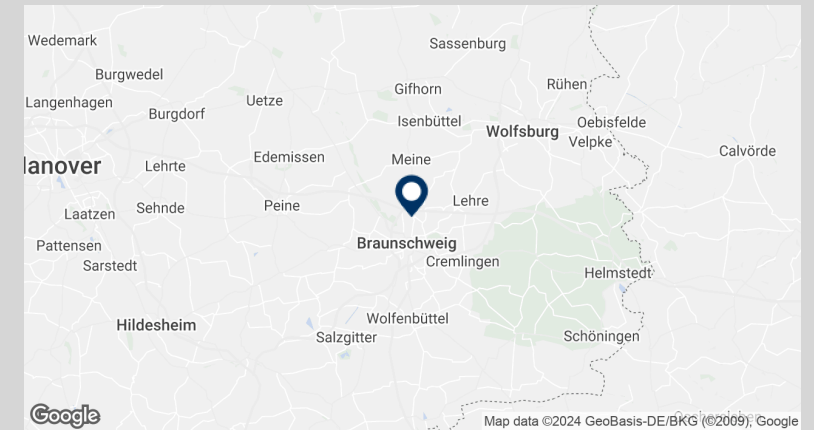 Wedemark
Sassenburg
Burgwedel
Rühen
Gifhorn
Langenhagen
Uetze
Burgdorf
Isenbüttel
Oebisfelde
Wolfsburg
Velpke
Calvörde
Edemissen
Meine
lanover
Lehrte
Lehre
Sehnde
Peine
Laatzen
Braunschweig
Pattensen
Cremlingen
Sarstedt
Helmstedt
Wolfenbüttel
Hildesheim
Salzgitter
Schöningen
Oschersleben
Google
Map data ©2024 GeoBasis-DE/BKG (©2009), Google